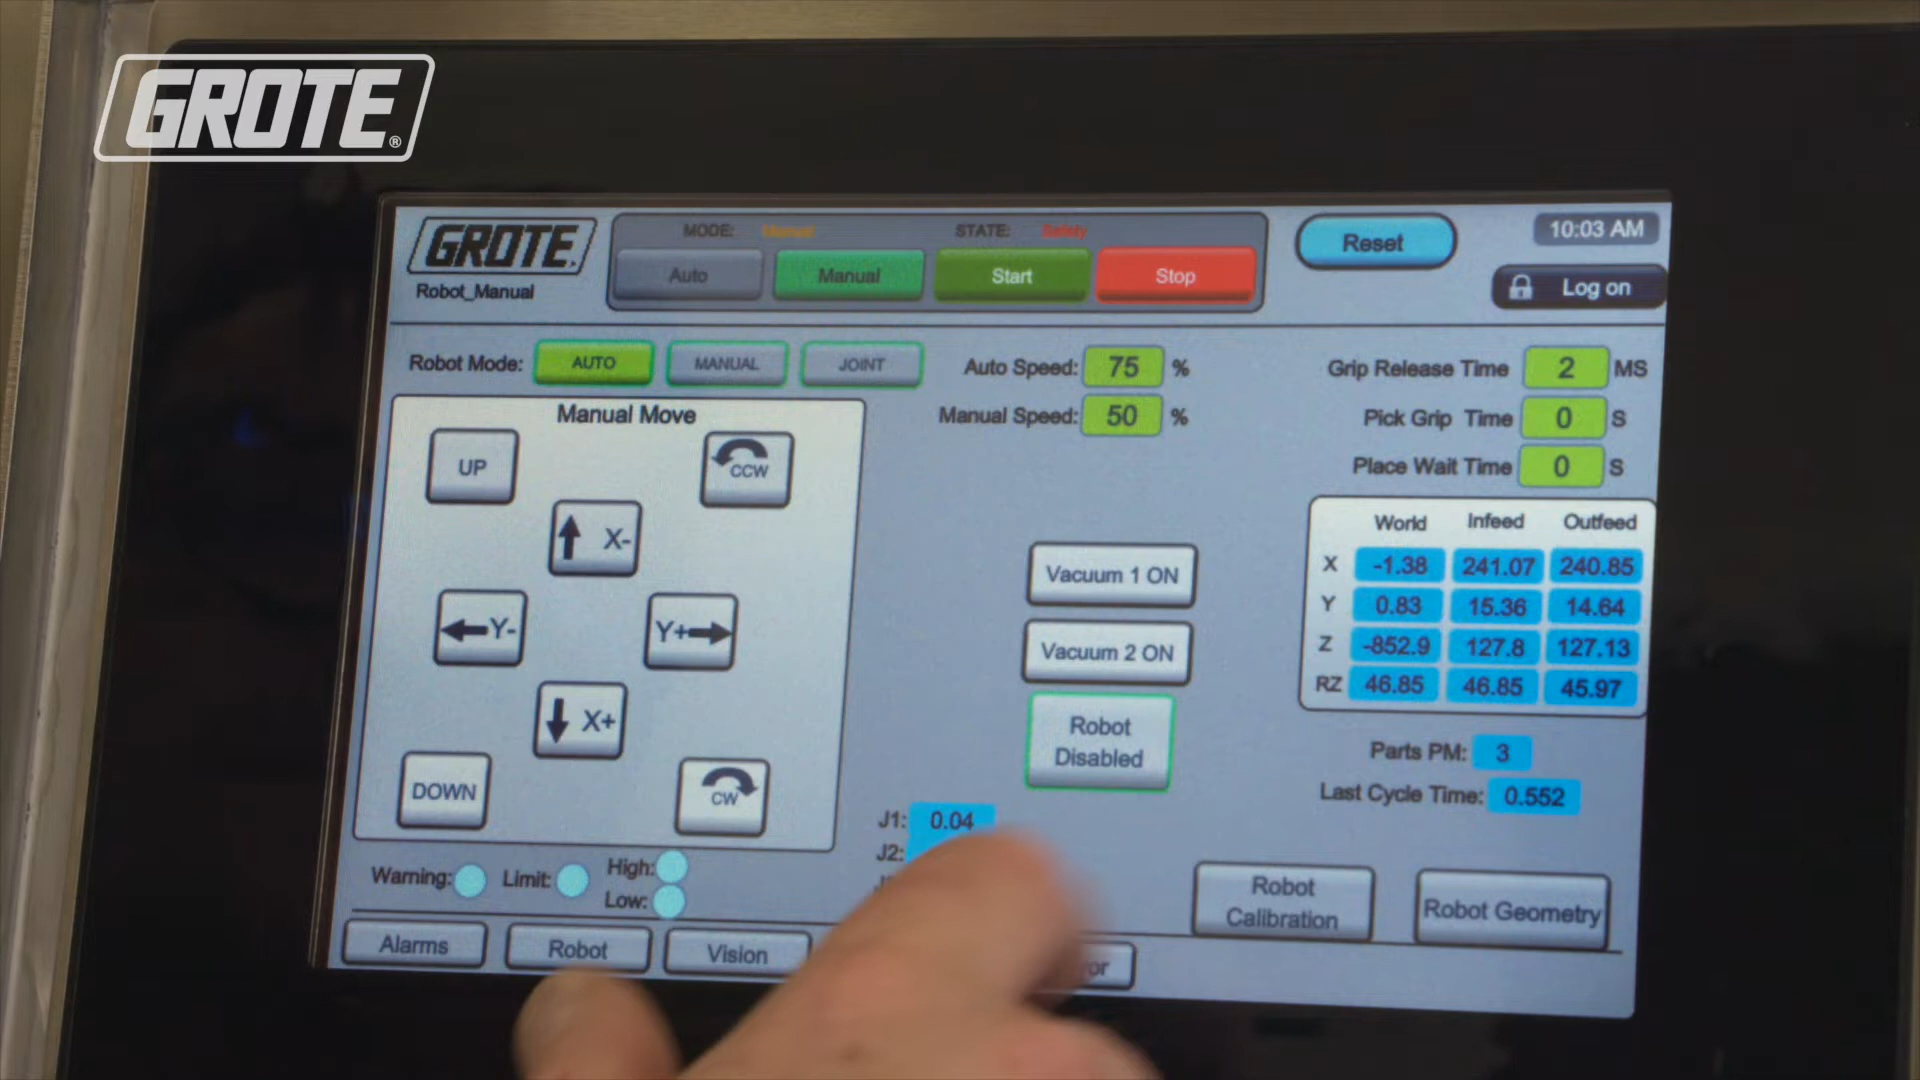 GROTE®
GROTE.
Robot_Manual
MODE: Manual
STATE: Safety
Auto
Manual
Start
Stop
Reset
10:03 AM
Log on
Robot Mode: AUTO MANUAL JOINT
Auto Speed: 75 %
Manual Speed: 50 %
Grip Release Time 2 MS
Pick Grip Time 0 S
Place Wait Time 0 S
Manual Move
UP
CCW
X-
Y-
Y+
X+
DOWN
CW
Vacuum 1 ON
Vacuum 2 ON
Robot
Disabled
World Infeed Outfeed
X -1.38 241.07 240.85
Y 0.83 15.36 14.64
Z -852.9 127.8 127.13
RZ 46.85 46.85 45.97
Parts PM: 3
Last Cycle Time: 0.552
J1: 0.04
J2:
Warning: Limit: High:
Low:
Robot
Calibration
Robot Geometry
Alarms
Robot
Vision